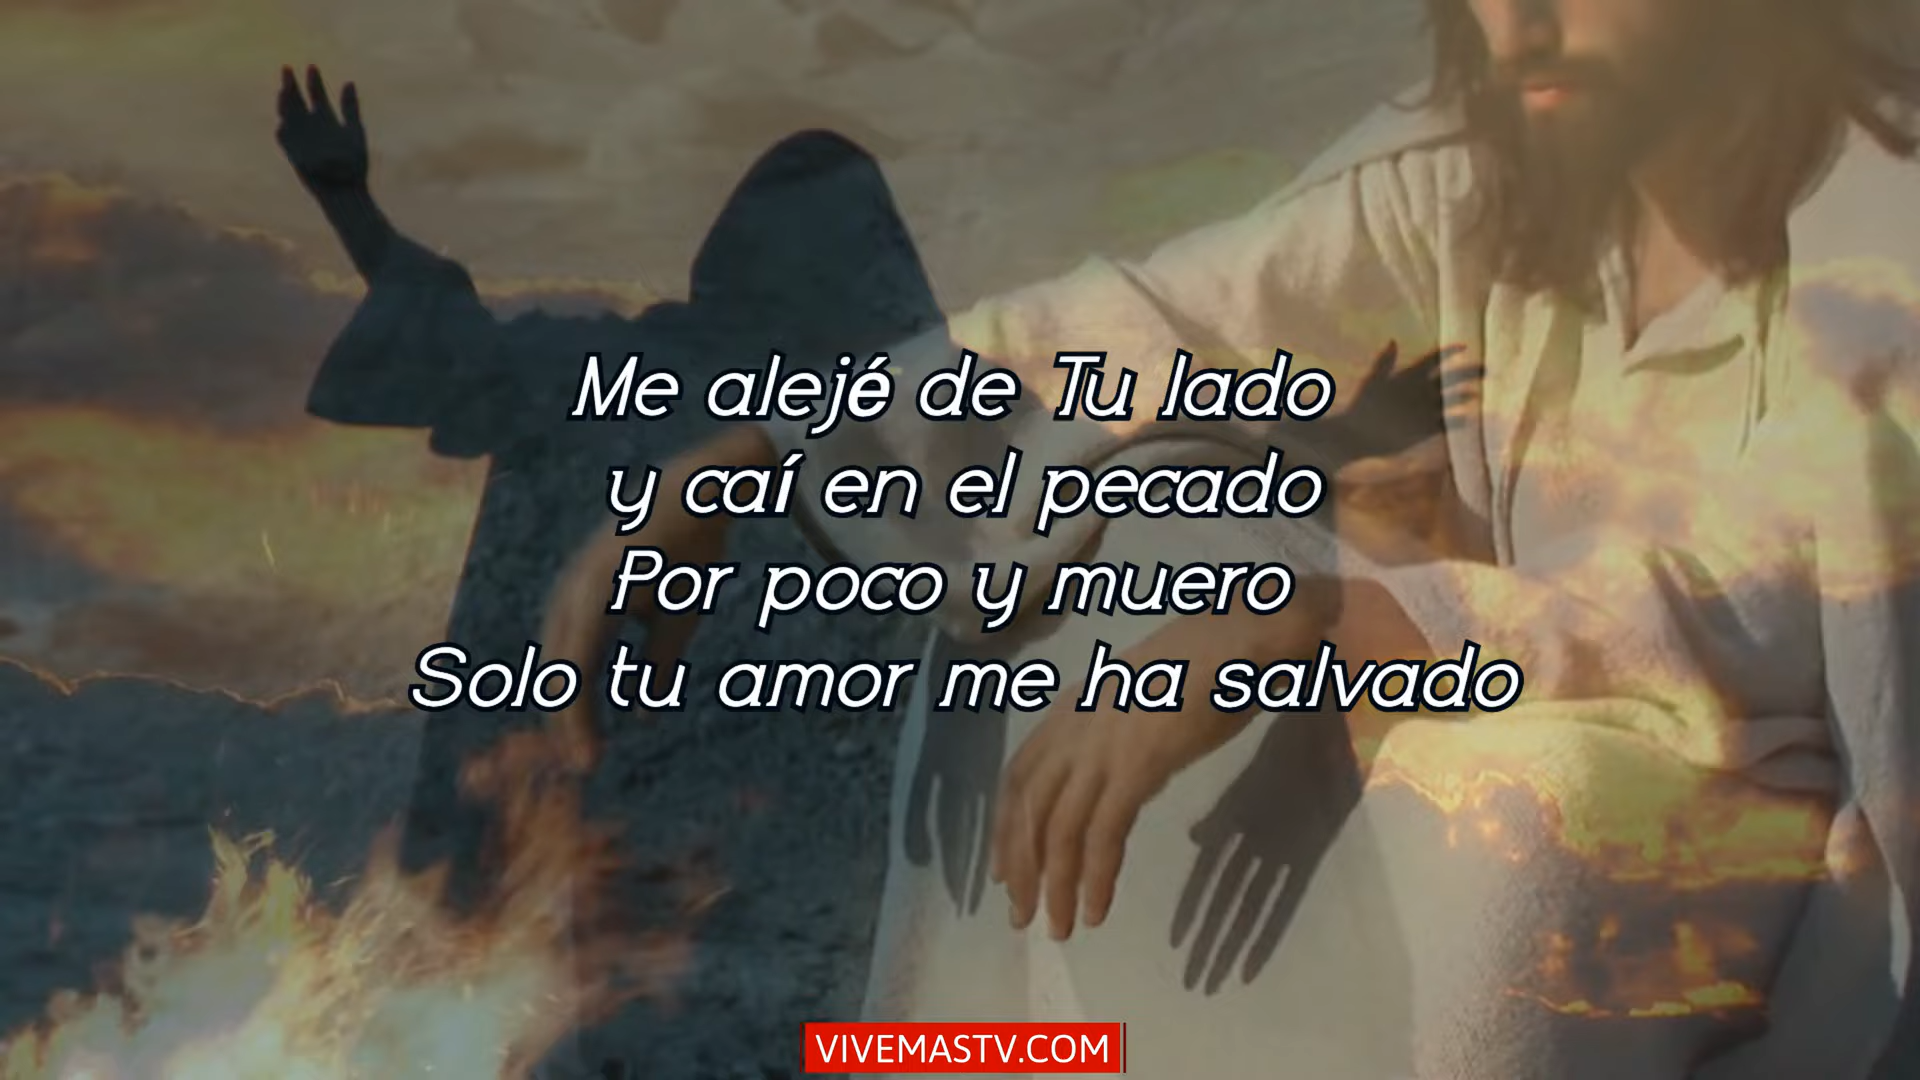 Me alejé de Tu lado
y caí en el pecado
Por poco y muero
Solo tu amor me ha salvado
VIVEMASTV.COM